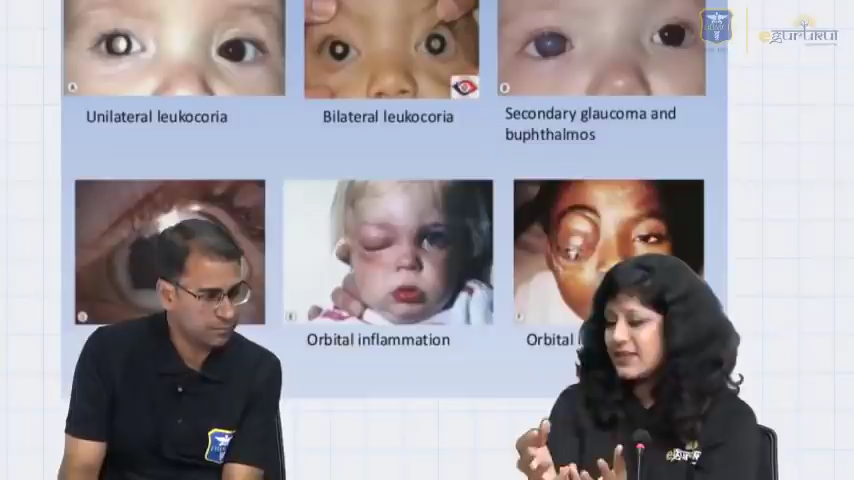 eGurukul
Unilateral leukocoria
Bilateral leukocoria
Secondary glaucoma and
buphthalmos
Orbital inflammation
Orbital